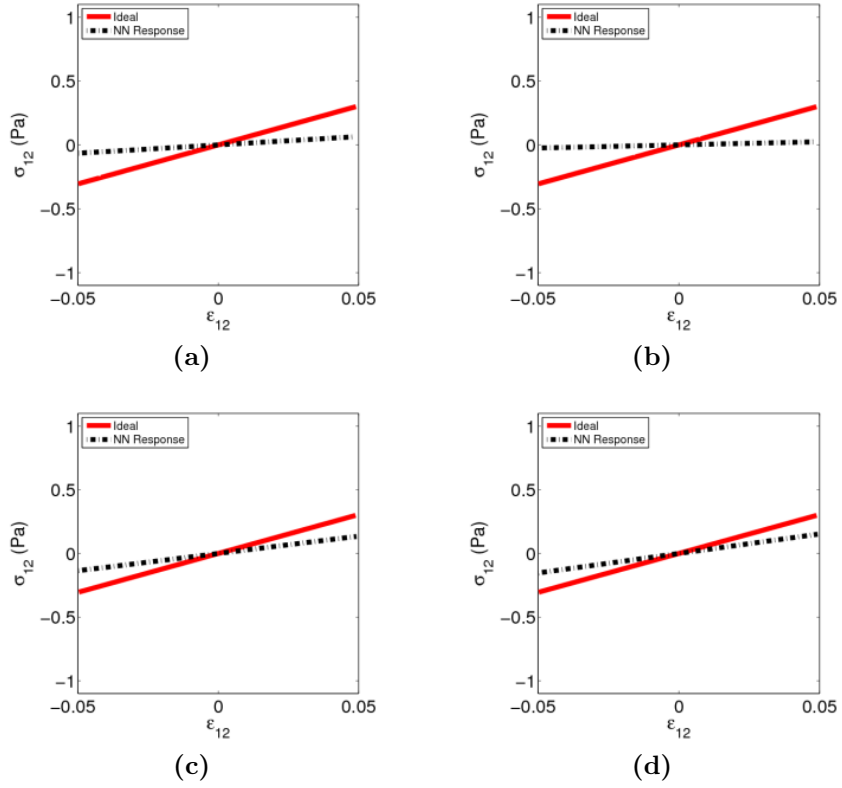 Ideal
NN Response
1
0.5
0
−0.5
−1
σ12 (Pa)
−0.05 0 0.05
ε12
(a)
Ideal
NN Response
1
0.5
0
−0.5
−1
σ12 (Pa)
−0.05 0 0.05
ε12
(b)
Ideal
NN Response
1
0.5
0
−0.5
−1
σ12 (Pa)
−0.05 0 0.05
ε12
(c)
Ideal
NN Response
1
0.5
0
−0.5
−1
σ12 (Pa)
−0.05 0 0.05
ε12
(d)